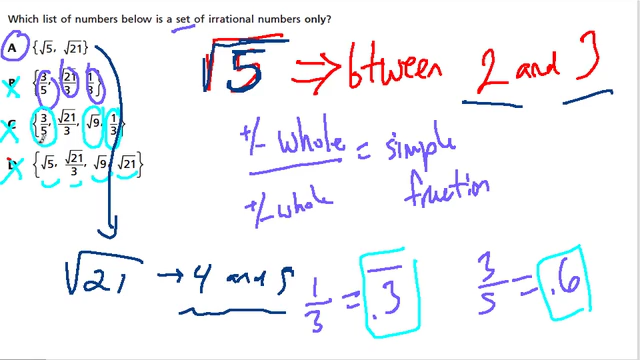 Which list of numbers below is a set of irrational numbers only?
A {√5, √21}
B {3/5, √21/3, 1/3}
C {3/5, √21/3, √9, 1/3}
D {√5, √21/3, √9, √21}
√5 ⇒ btween 2 and 3
+/- whole / +/- whole = simple fruction
√21 → 4 and 5
1/3 = .3̅
3/5 = .6